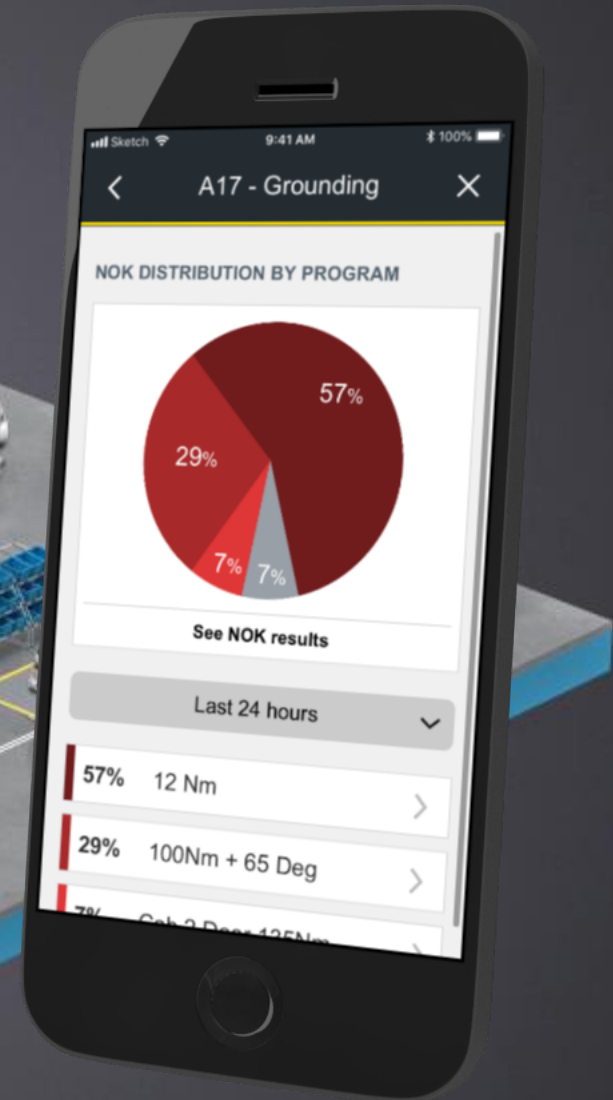 Sketch 9:41 AM 100%
A17 - Grounding
NOK DISTRIBUTION BY PROGRAM
57%
29%
7% 7%
See NOK results
Last 24 hours
57% 12 Nm
29% 100Nm + 65 Deg
7%